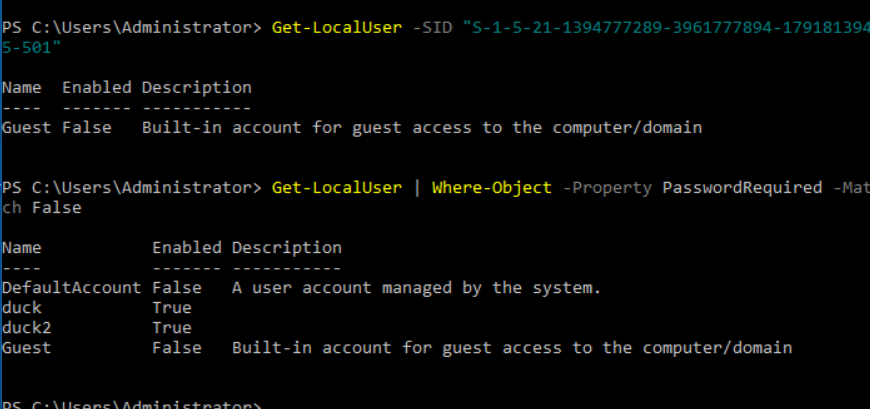 PS C:\Users\Administrator> Get-LocalUser -SID "S-1-5-21-1394777289-3961777894-179181394
5-501"
Name Enabled Description
---- ------- -----------
Guest False Built-in account for guest access to the computer/domain
PS C:\Users\Administrator> Get-LocalUser | Where-Object -Property PasswordRequired -Mat
ch False
Name Enabled Description
---- ------- -----------
DefaultAccount False A user account managed by the system.
duck True
duck2 True
Guest False Built-in account for guest access to the computer/domain
PS C:\Users\Administrator>